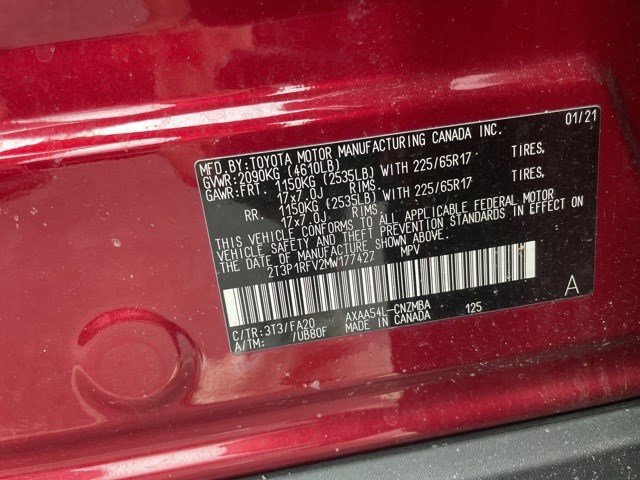 MFD.BY:TOYOTA MOTOR MANUFACTURING CANADA INC. 01/21
GVWR:2090KG (4610LB)
GAWR:FRT. 1150KG (2535LB) WITH 225/65R17 TIRES,
17x7.0J RIMS.
RR. 1150KG (2535LB) WITH 225/65R17 TIRES,
17x7.0J RIMS.
THIS VEHICLE CONFORMS TO ALL APPLICABLE FEDERAL MOTOR
VEHICLE SAFETY AND THEFT PREVENTION STANDARDS IN EFFECT ON
THE DATE OF MANUFACTURE SHOWN ABOVE.
2T3P1RFV2MW177427 MPV
C/TR:3T3/FA20 AXAA54L-CNZMBA 125 A
A/TM: /UB80F MADE IN CANADA